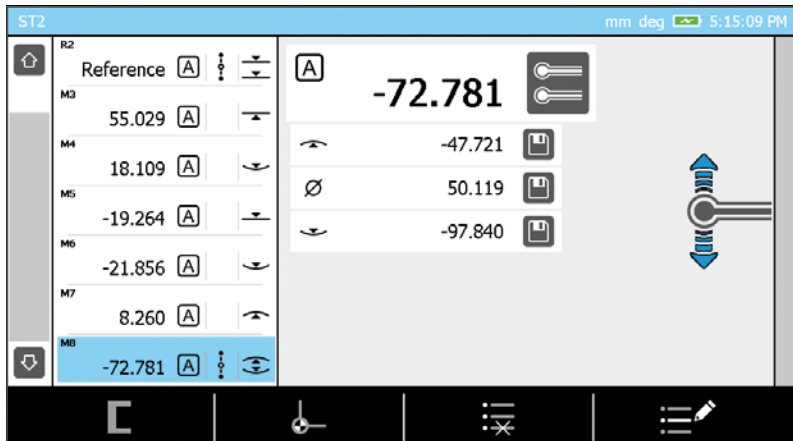 ST2 mm deg 5:15:09 PM
R2
Reference A
M3
55.029 A
M4
18.109 A
M5
-19.264 A
M6
-21.856 A
M7
8.260 A
M8
-72.781 A
A
-72.781
-47.721
Ø 50.119
-97.840